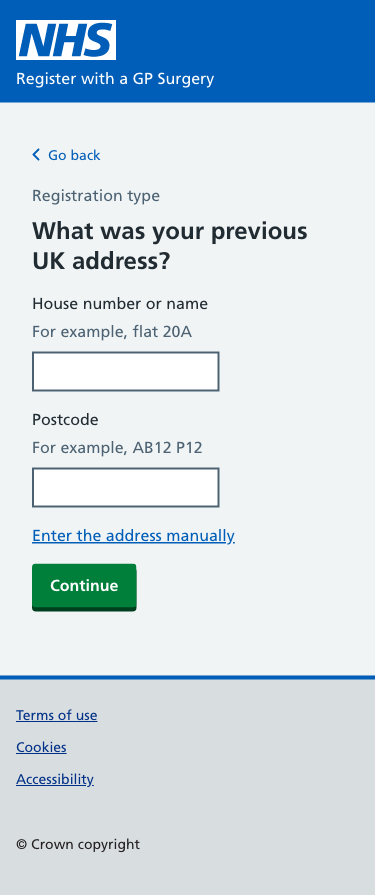 NHS
Register with a GP Surgery
Go back
Registration type
What was your previous
UK address?
House number or name
For example, flat 20A
Postcode
For example, AB12 P12
Enter the address manually
Continue
Terms of use
Cookies
Accessibility
© Crown copyright